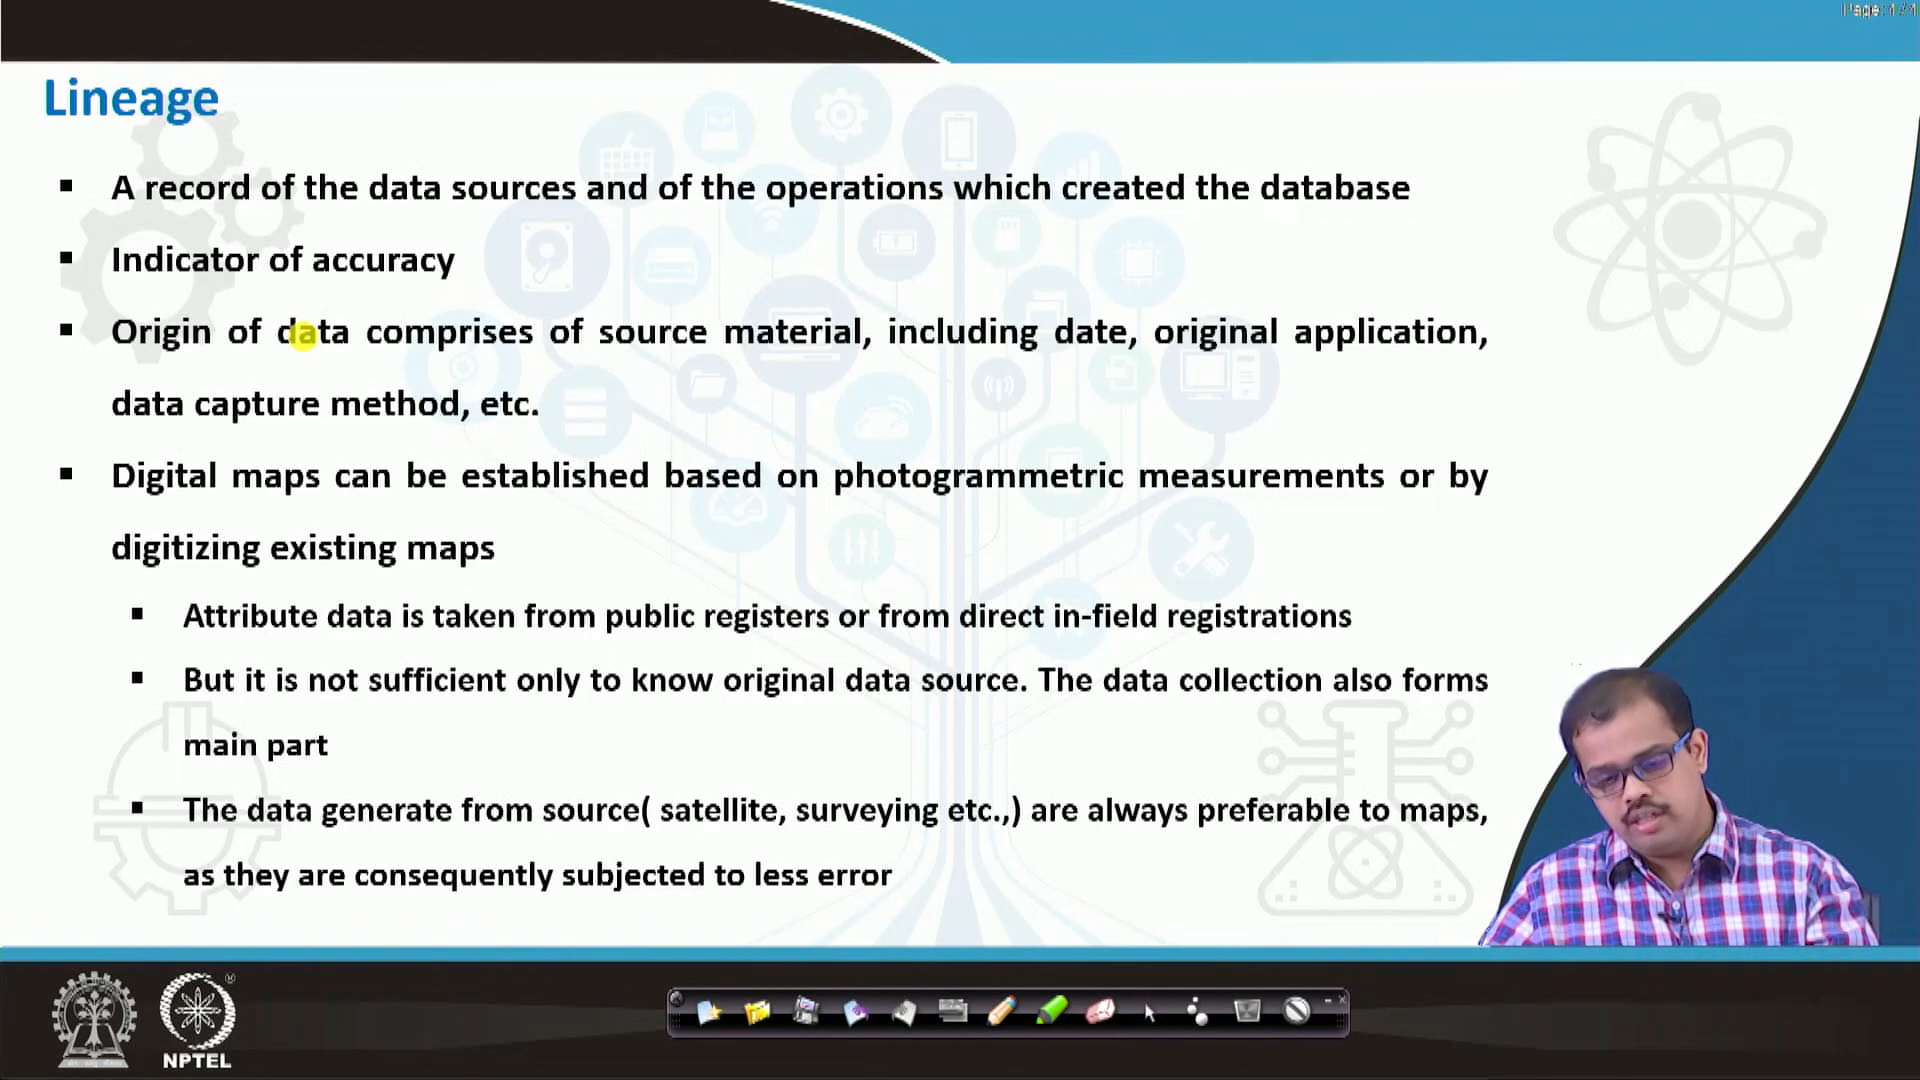 Page: 1 / 1
Lineage
▪ A record of the data sources and of the operations which created the database
▪ Indicator of accuracy
▪ Origin of data comprises of source material, including date, original application,
data capture method, etc.
▪ Digital maps can be established based on photogrammetric measurements or by
digitizing existing maps
▪ Attribute data is taken from public registers or from direct in-field registrations
▪ But it is not sufficient only to know original data source. The data collection also forms
main part
▪ The data generate from source( satellite, surveying etc.,) are always preferable to maps,
as they are consequently subjected to less error
NPTEL